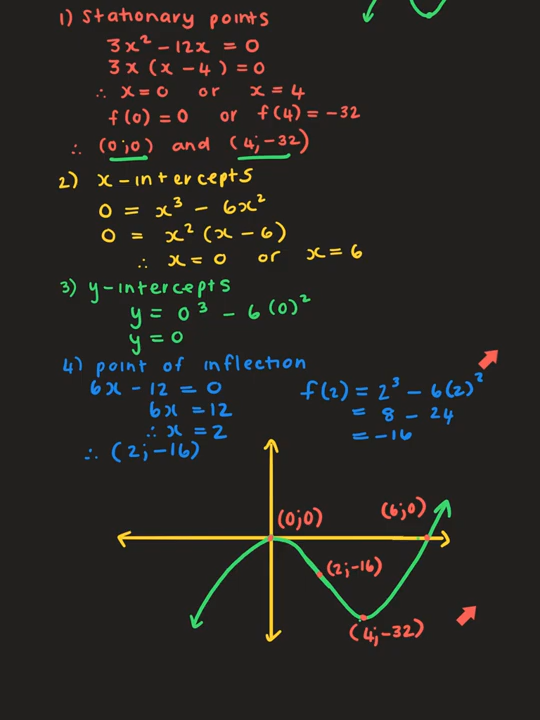 1) Stationary points
3x² - 12x = 0
3x (x - 4) = 0
∴ x = 0 or x = 4
f(0) = 0 or f(4) = -32
∴ (0;0) and (4;-32)
2) x-intercepts
0 = x³ - 6x²
0 = x² (x - 6)
∴ x = 0 or x = 6
3) y-intercepts
y = 0³ - 6(0)²
y = 0
4) point of inflection
6x - 12 = 0
6x = 12
∴ x = 2
∴ (2;-16)
f(2) = 2³ - 6(2)²
= 8 - 24
= -16
(0;0)
(6;0)
(2;-16)
(4;-32)